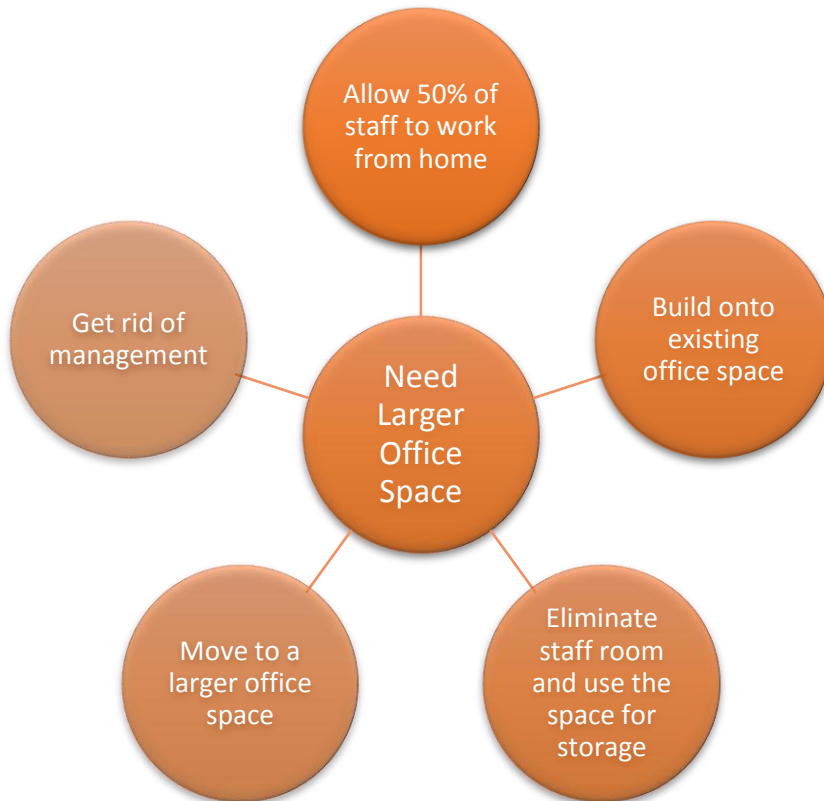 Allow 50% of
staff to work
from home
Build onto
existing
office space
Eliminate
staff room
and use the
space for
storage
Move to a
larger office
space
Get rid of
management
Need
Larger
Office
Space